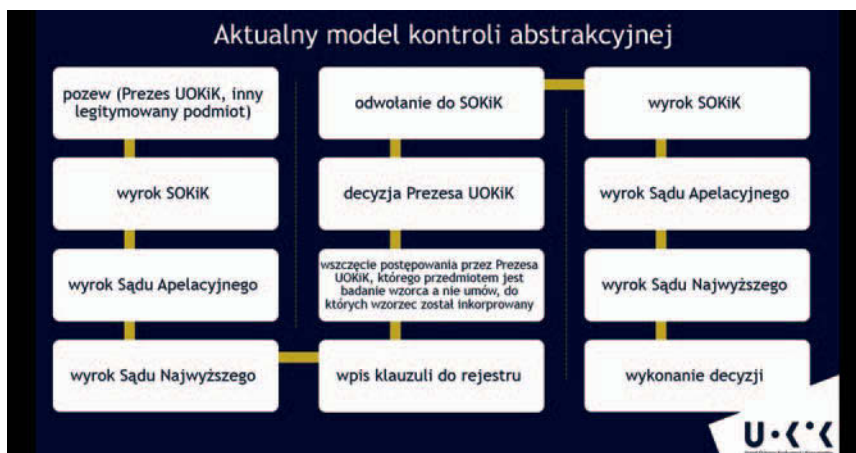 Aktualny model kontroli abstrakcyjnej
pozew (Prezes UOKiK, inny
legitymowany podmiot)
wyrok SOKiK
wyrok Sądu Apelacyjnego
wyrok Sądu Najwyższego
odwołanie do SOKiK
decyzja Prezesa UOKiK
wszczęcie postępowania przez Prezesa
UOKiK, którego przedmiotem jest
badanie wzorca a nie umów, do
których wzorzec został inkorprowany
wpis klauzuli do rejestru
wyrok SOKiK
wyrok Sądu Apelacyjnego
wyrok Sądu Najwyższego
wykonanie decyzji